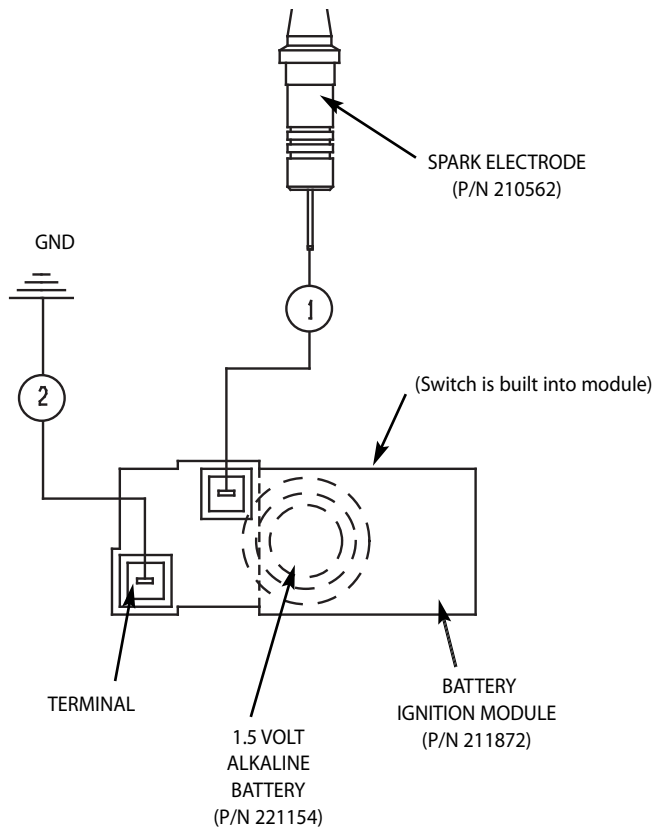 SPARK ELECTRODE
(P/N 210562)
GND
1
2
(Switch is built into module)
TERMINAL
BATTERY
IGNITION MODULE
(P/N 211872)
1.5 VOLT
ALKALINE
BATTERY
(P/N 221154)